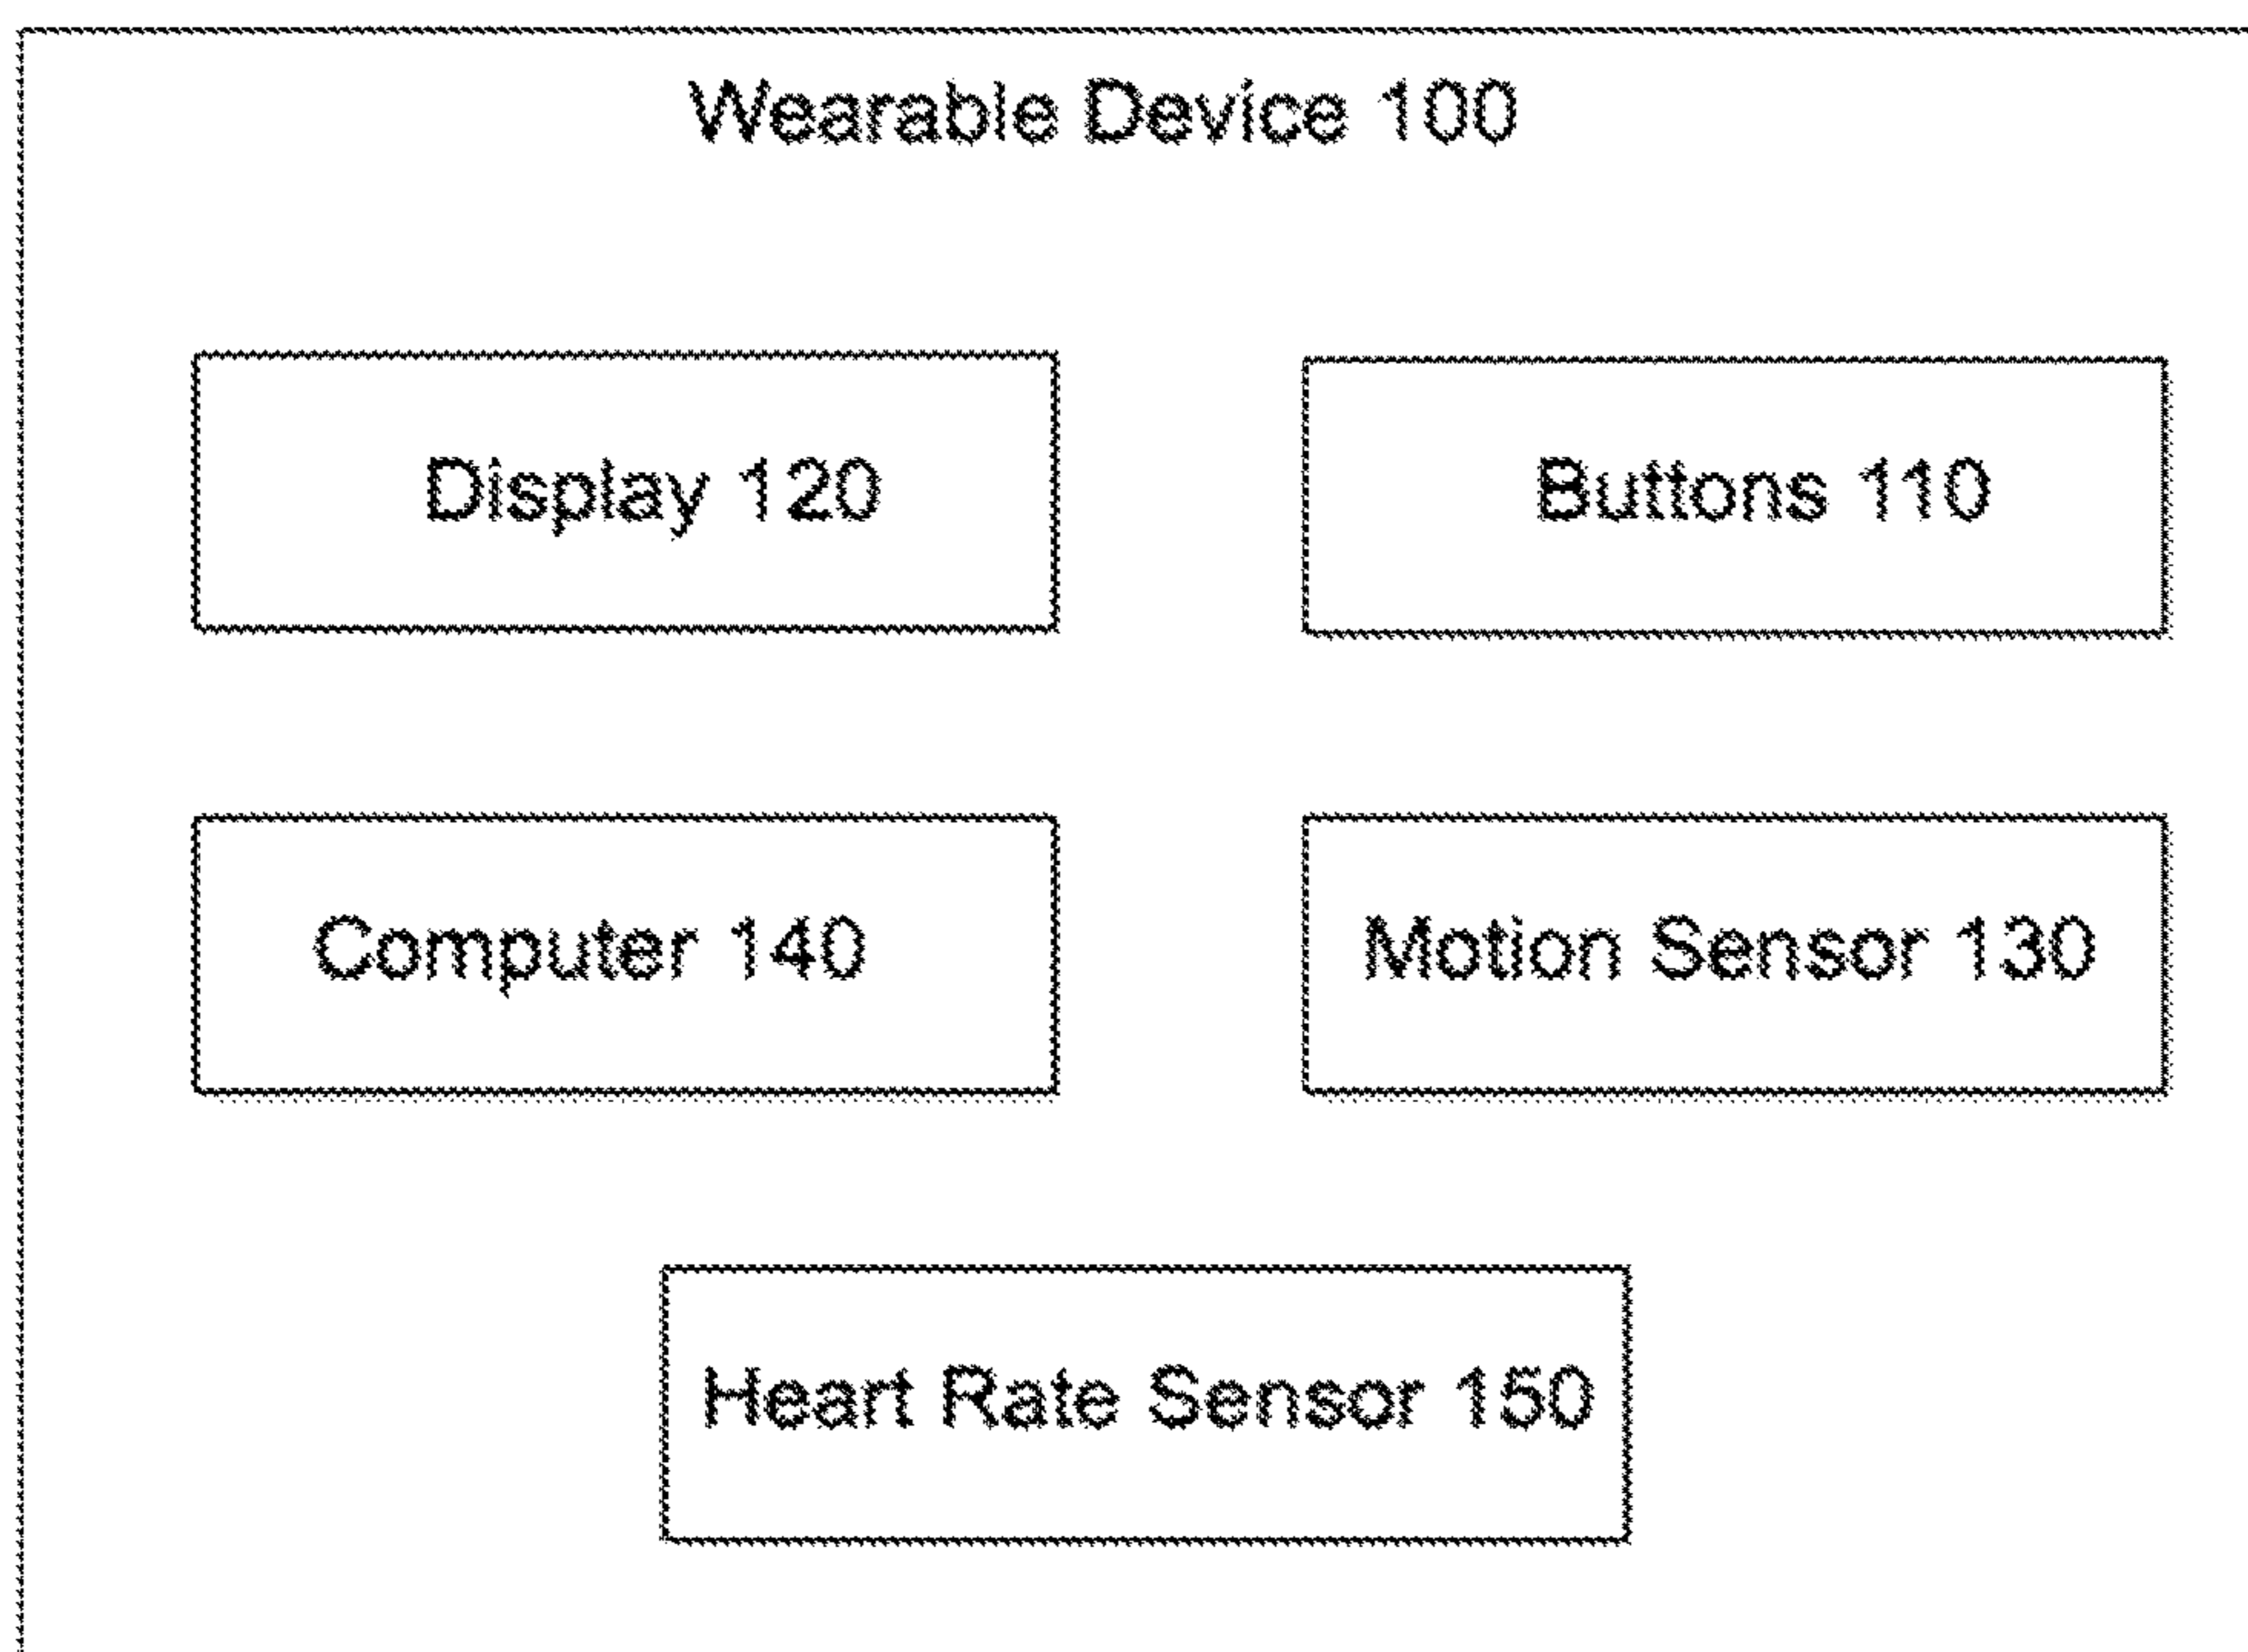 Wearable Device 100
Display 120
Buttons 110
Computer 140
Motion Sensor 130
Heart Rate Sensor 150